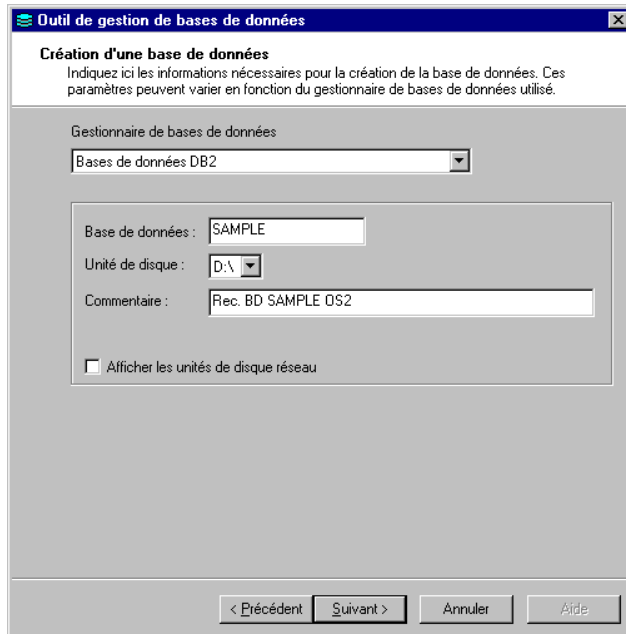 Outil de gestion de bases de données
Création d'une base de données
Indiquez ici les informations nécessaires pour la création de la base de données. Ces
paramètres peuvent varier en fonction du gestionnaire de bases de données utilisé.
Gestionnaire de bases de données
Bases de données DB2
Base de données : SAMPLE
Unité de disque : D:\
Commentaire : Rec. BD SAMPLE OS2
Afficher les unités de disque réseau
< Précédent Suivant > Annuler Aide